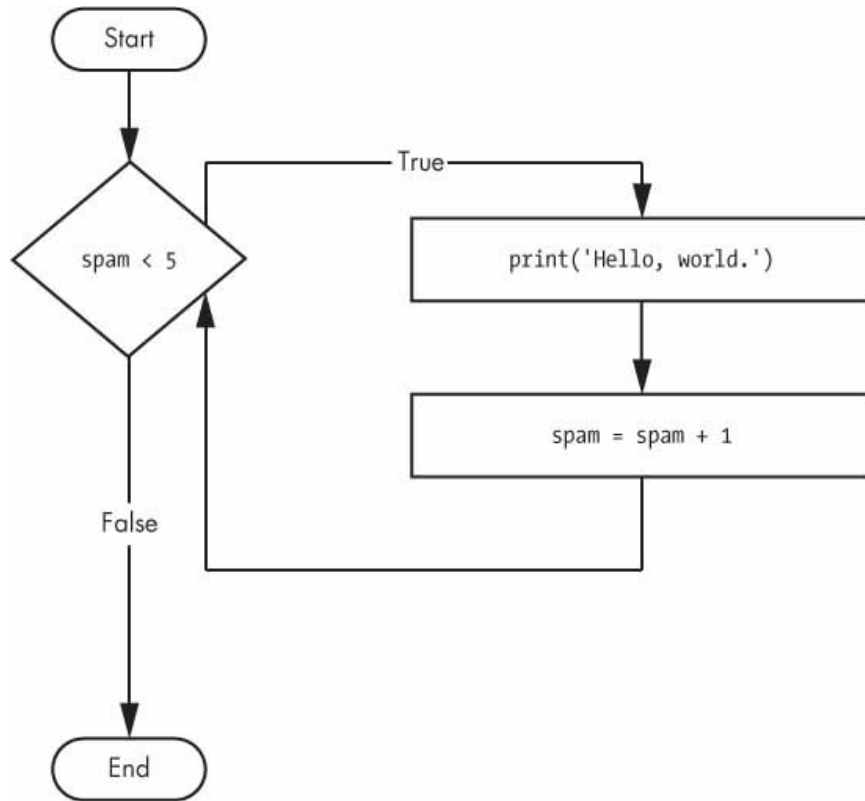 Start
True
spam < 5
print('Hello, world.')
spam = spam + 1
False
End